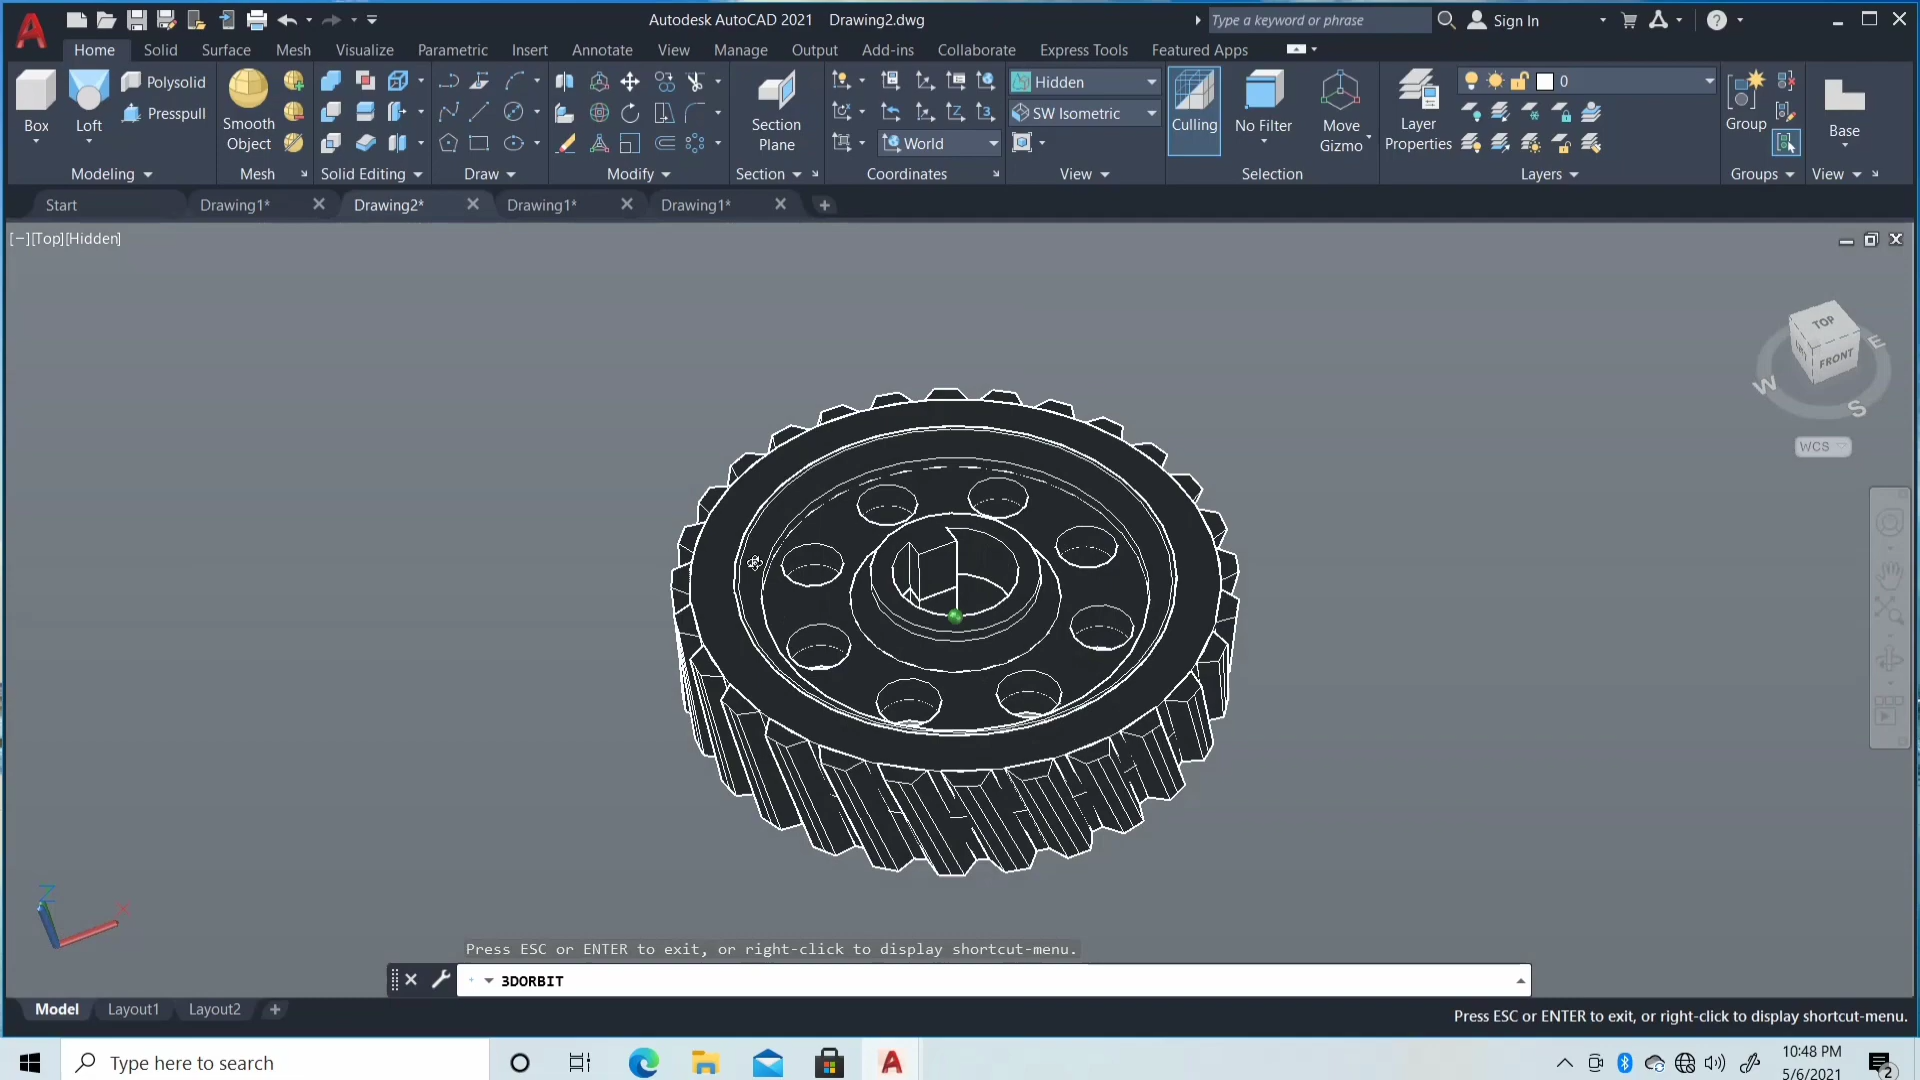 Autodesk AutoCAD 2021 Drawing2.dwg
Type a keyword or phrase
Sign In
Home Solid Surface Mesh Visualize Parametric Insert Annotate View Manage Output Add-ins Collaborate Express Tools Featured Apps
Polysolid
Presspull
Box
Loft
Smooth
Object
Section
Plane
World
Hidden
SW Isometric
Culling
No Filter
Move
Gizmo
Layer
Properties
0
Group
Base
Modeling
Mesh
Solid Editing
Draw
Modify
Section
Coordinates
View
Selection
Layers
Groups
View
Start Drawing1* Drawing2* Drawing1* Drawing1*
[−][Top][Hidden]
TOP
FRONT
E
W
S
WCS
Z
X
Press ESC or ENTER to exit, or right-click to display shortcut-menu.
3DORBIT
Model Layout1 Layout2
Press ESC or ENTER to exit, or right-click to display shortcut-menu.
Type here to search
10:48 PM
5/6/2021
2